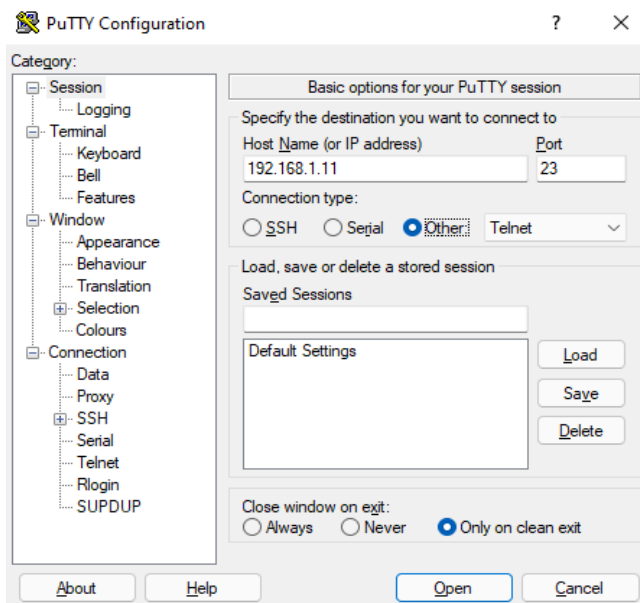 PuTTY Configuration
?
Category:
Session
Logging
Terminal
Keyboard
Bell
Features
Window
Appearance
Behaviour
Translation
Selection
Colours
Connection
Data
Proxy
SSH
Serial
Telnet
Rlogin
SUPDUP
Basic options for your PuTTY session
Specify the destination you want to connect to
Host Name (or IP address) Port
192.168.1.11 23
Connection type:
SSH Serial Other: Telnet
Load, save or delete a stored session
Saved Sessions
Default Settings
Load
Save
Delete
Close window on exit:
Always Never Only on clean exit
About Help Open Cancel